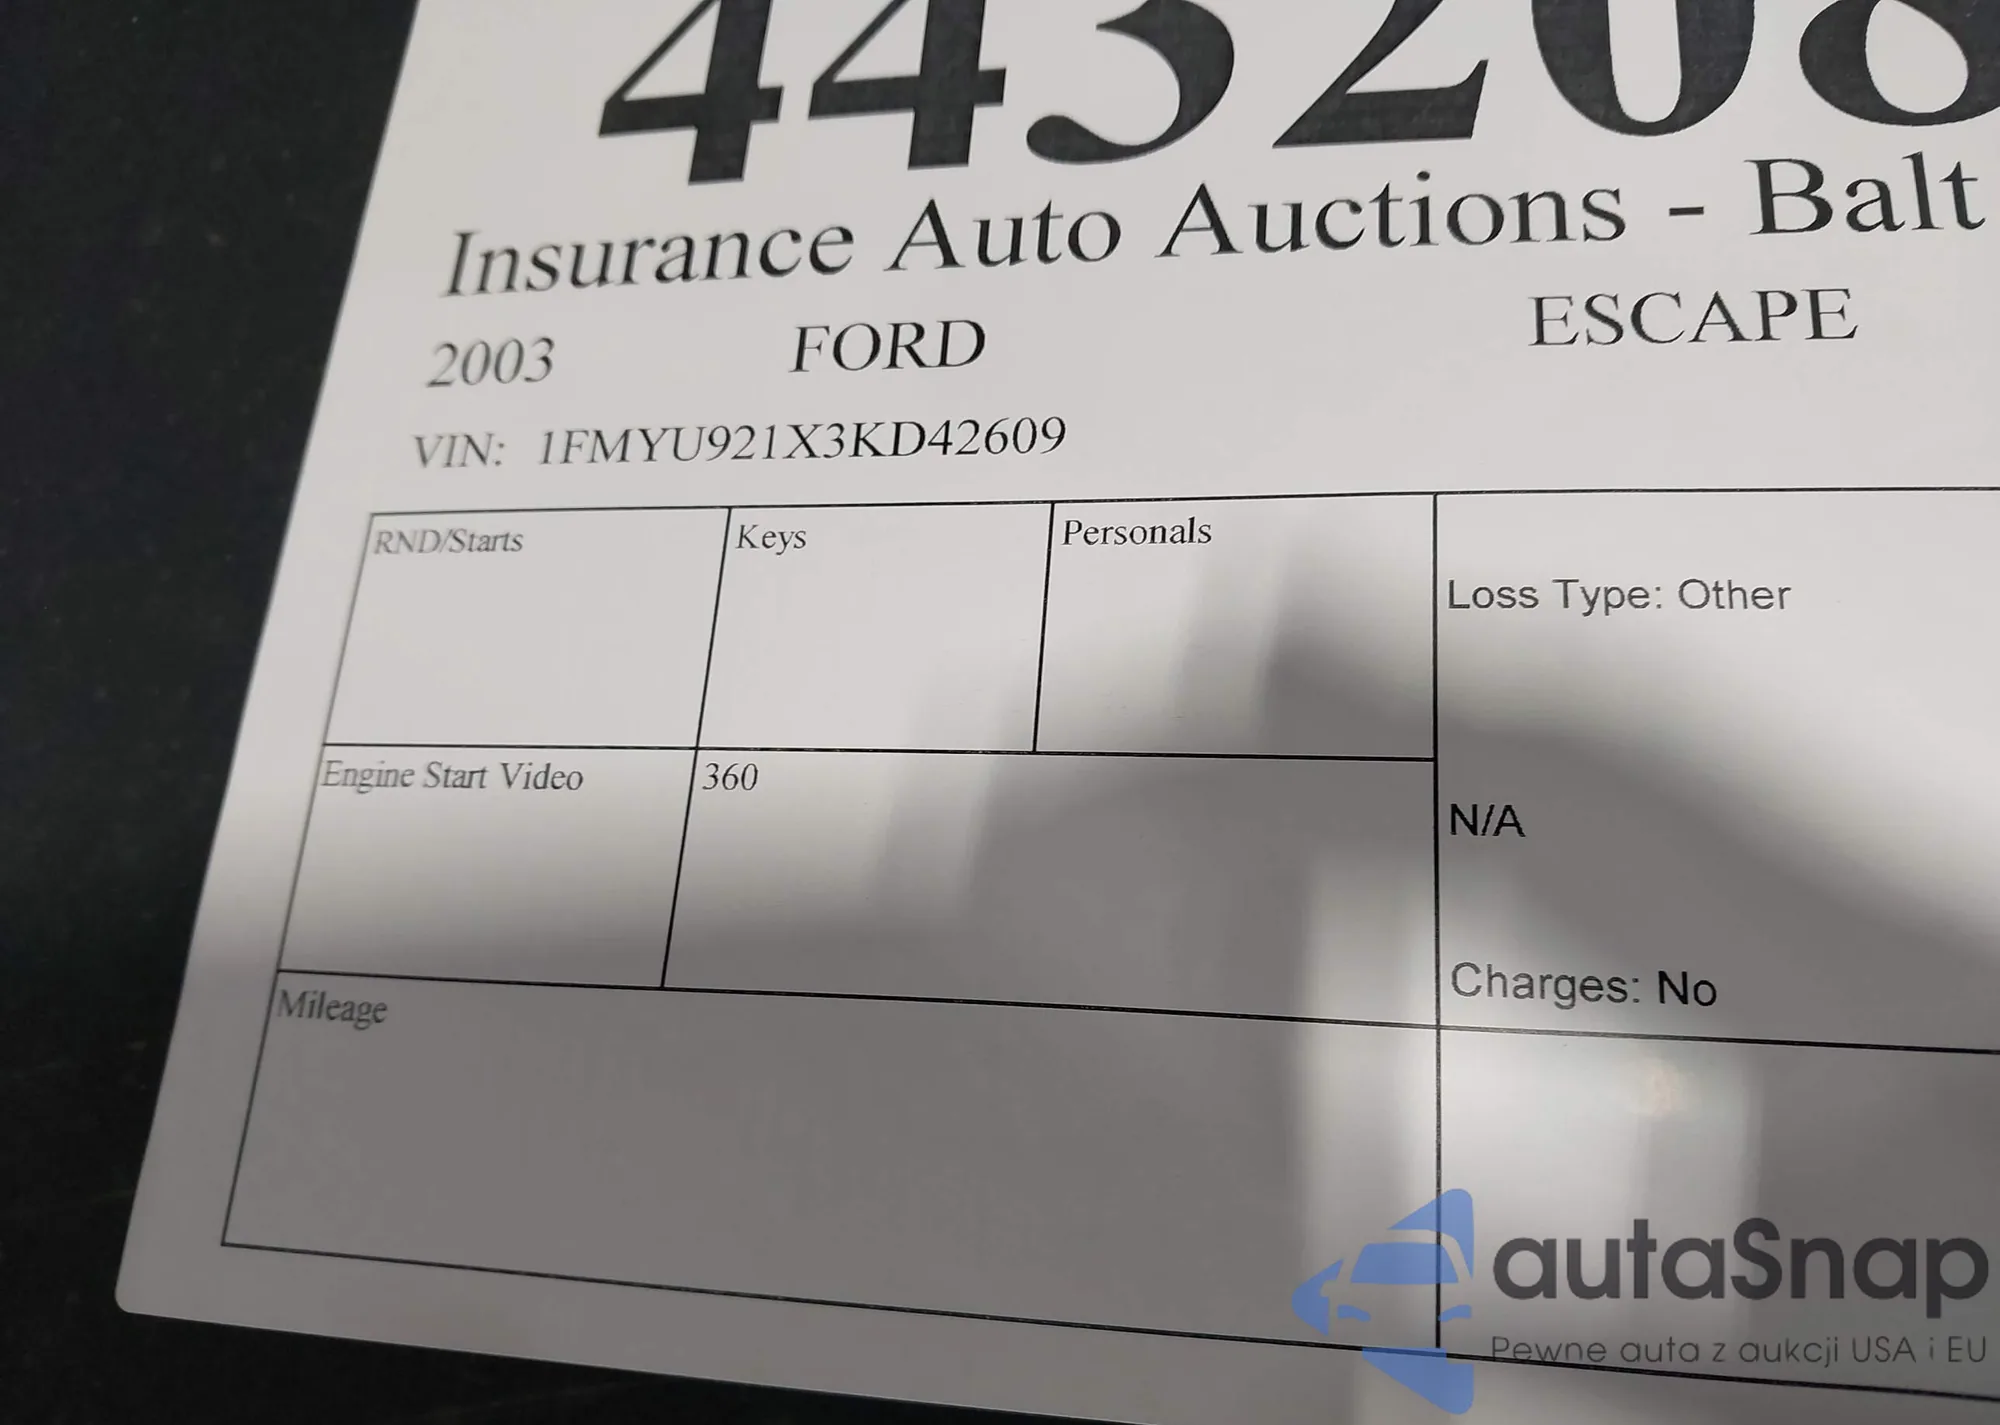 443208
Insurance Auto Auctions - Balt
2003 FORD ESCAPE
VIN: 1FMYU921X3KD42609
RND/Starts Keys Personals
Loss Type: Other
Engine Start Video 360
N/A
Charges: No
Mileage
autaSnap
Pewne auta z aukcji USA i EU